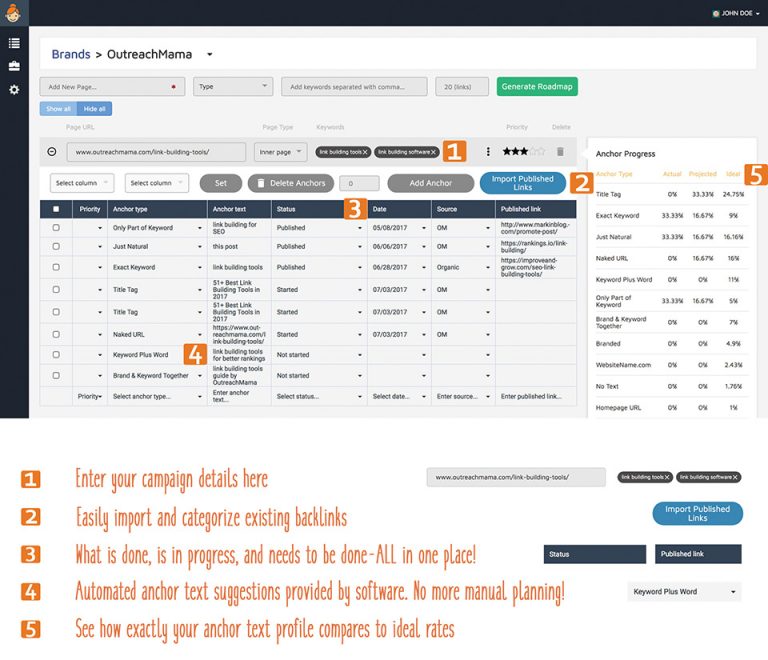 JOHN DOE
Brands > OutreachMama
Add New Page... * Type Add keywords separated with comma... 20 (links) Generate Roadmap
Show all Hide all
Page URL Page Type Keywords Priority Delete
www.outreachmama.com/link-building-tools/ Inner page link building tools X link building software X 1
Select column Select column Set Delete Anchors 0 Add Anchor Import Published Links 2
3
Priority Anchor type Anchor text Status Date Source Published link
Only Part of Keyword link building for SEO Published 05/08/2017 OM http://www.markinblog.-com/promote-post/
Just Natural this post Published 06/06/2017 OM https://rankings.io/link-building/
Exact Keyword link building tools Published 06/28/2017 Organic https://improveand-grow.com/seo-link-building-tools/
Title Tag 51+ Best Link Building Tools in 2017 Started 07/03/2017 OM
Title Tag 51+ Best Link Building Tools in 2017 Started 07/03/2017 OM
Naked URL https://www.out-reachmama.com/link-building-tools/ Started 07/03/2017 OM
Keyword Plus Word 4 link building tools for better rankings Not started
Brand & Keyword Together link building tools guide by OutreachMama Not started
Priority Select anchor type... Enter anchor text... Select status... Select date... Enter source... Enter published link...
Anchor Progress
5
Anchor Type Actual Projected Ideal
Title Tag 0% 33.33% 24.75%
Exact Keyword 33.33% 16.67% 9%
Just Natural 33.33% 16.67% 16.16%
Naked URL 0% 16.67% 16%
Keyword Plus Word 0% 0% 11%
Only Part of Keyword 33.33% 16.67% 5%
Brand & Keyword Together 0% 0% 7%
Branded 0% 0% 4.9%
WebsiteName.com 0% 0% 2.43%
No Text 0% 0% 1.76%
Homepage URL 0% 0% 1%
1 Enter your campaign details here www.outreachmama.com/link-building-tools/ link building tools X link building software X
2 Easily import and categorize existing backlinks Import Published Links
3 What is done, is in progress, and needs to be done-ALL in one place! Status Published link
4 Automated anchor text suggestions provided by software. No more manual planning! Keyword Plus Word
5 See how exactly your anchor text profile compares to ideal rates